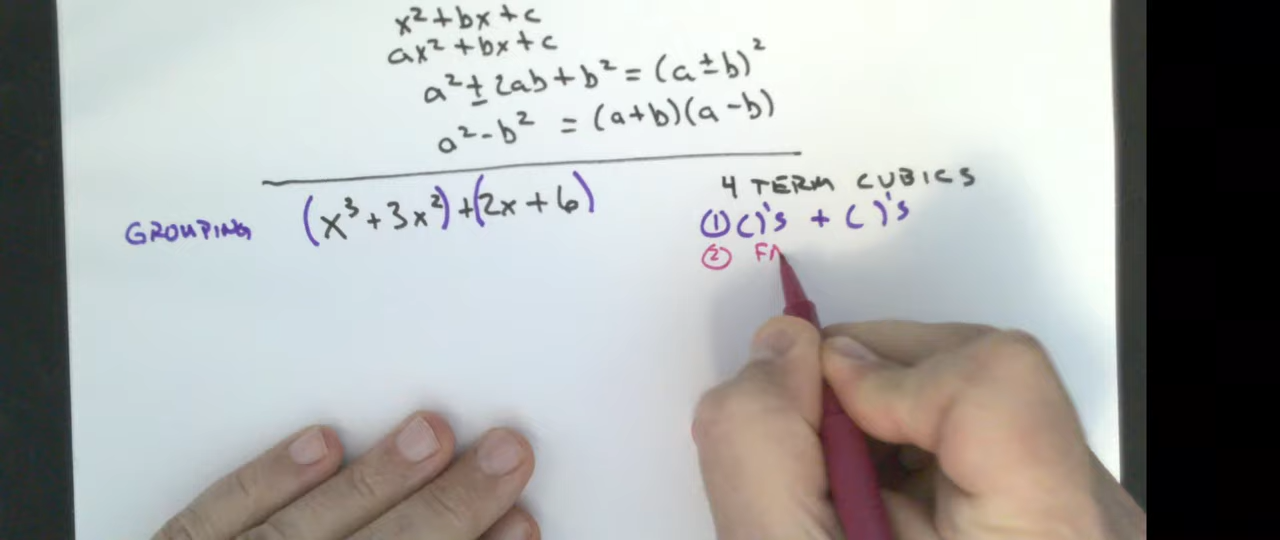 x² + bx + c
ax² + bx + c
a² ± 2ab + b² = (a ± b)²
a² - b² = (a+b)(a-b)
GROUPING (x³ + 3x²) + (2x + 6)
4 TERM CUBICS
① ( )'s + ( )'s
② FA